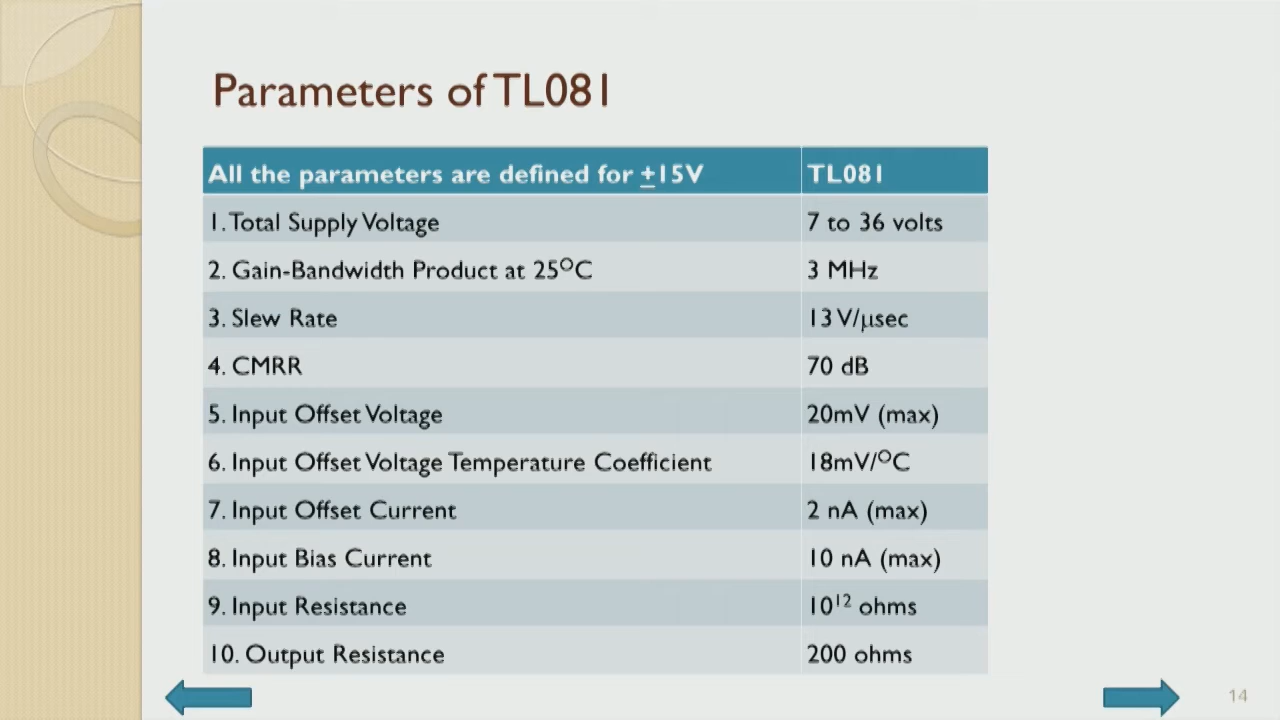 Parameters of TL081
All the parameters are defined for ±15V TL081
1. Total Supply Voltage 7 to 36 volts
2. Gain-Bandwidth Product at 25ᴼC 3 MHz
3. Slew Rate 13 V/μsec
4. CMRR 70 dB
5. Input Offset Voltage 20mV (max)
6. Input Offset Voltage Temperature Coefficient 18mV/ᴼC
7. Input Offset Current 2 nA (max)
8. Input Bias Current 10 nA (max)
9. Input Resistance 10¹² ohms
10. Output Resistance 200 ohms
14